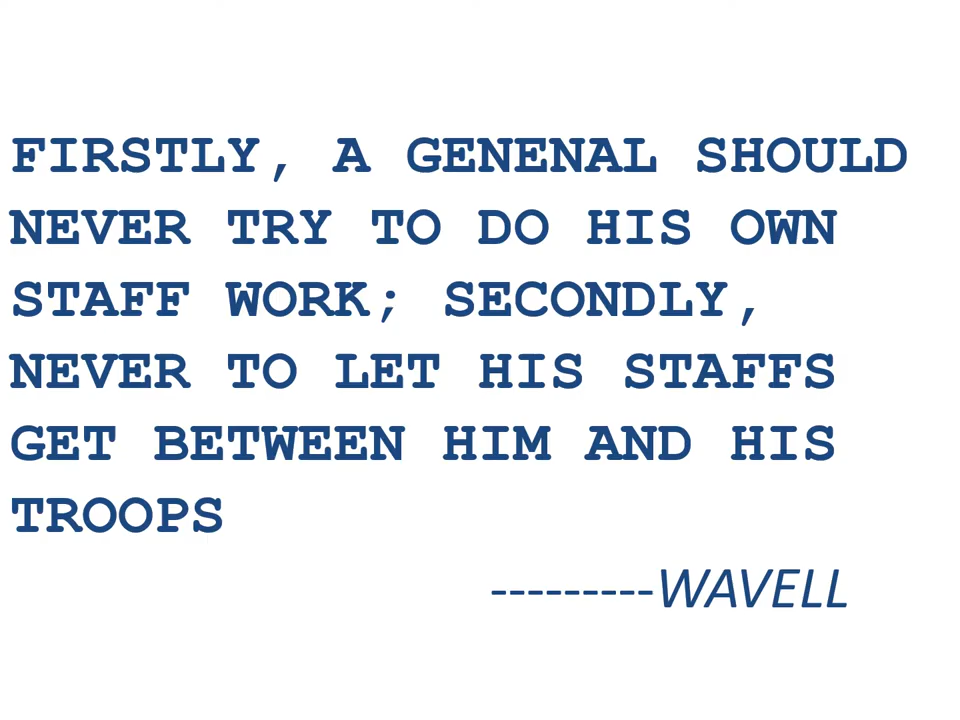 FIRSTLY, A GENENAL SHOULD
NEVER TRY TO DO HIS OWN
STAFF WORK; SECONDLY,
NEVER TO LET HIS STAFFS
GET BETWEEN HIM AND HIS
TROOPS
---------WAVELL